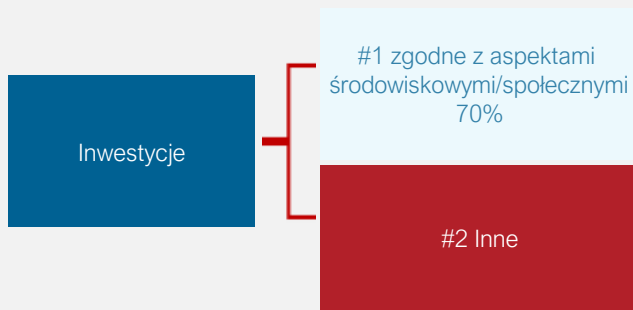 Inwestycje
#1 zgodne z aspektami
środowiskowymi/społecznymi
70%
#2 Inne